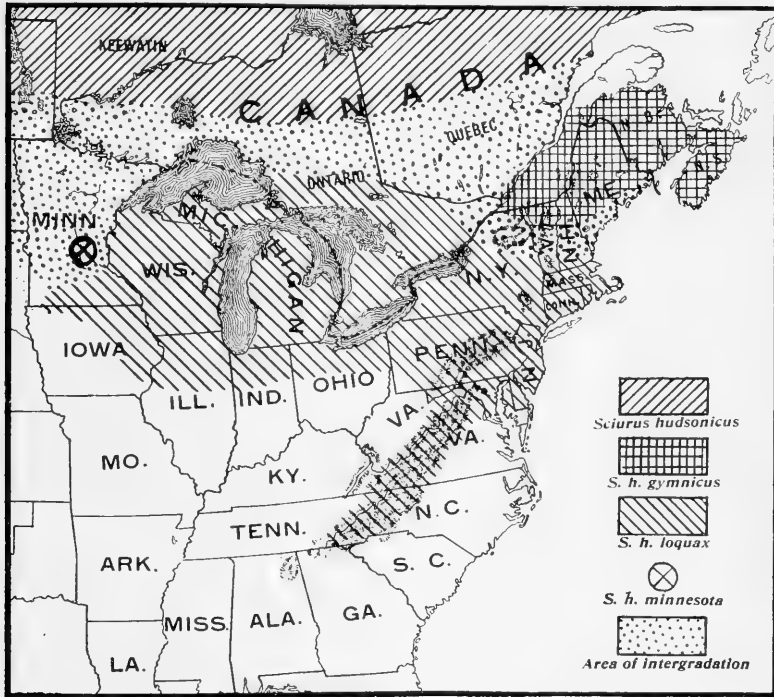 KEEWATIN
CANADA
QUEBEC
ONTARIO
N. B.
N. S.
ME.
MINN
MICHIGAN
WIS.
N. Y.
VT.
N. H.
MASS.
CONN.
IOWA
PENN.
N. J.
ILL.
IND.
OHIO
VA.
VA.
MO.
KY.
TENN.
N.C.
ARK.
S. C.
MISS.
ALA.
GA.
LA.
Sciurus hudsonicus
S. h. gymnicus
S. h. loquax
S. h. minnesota
Area of intergradation